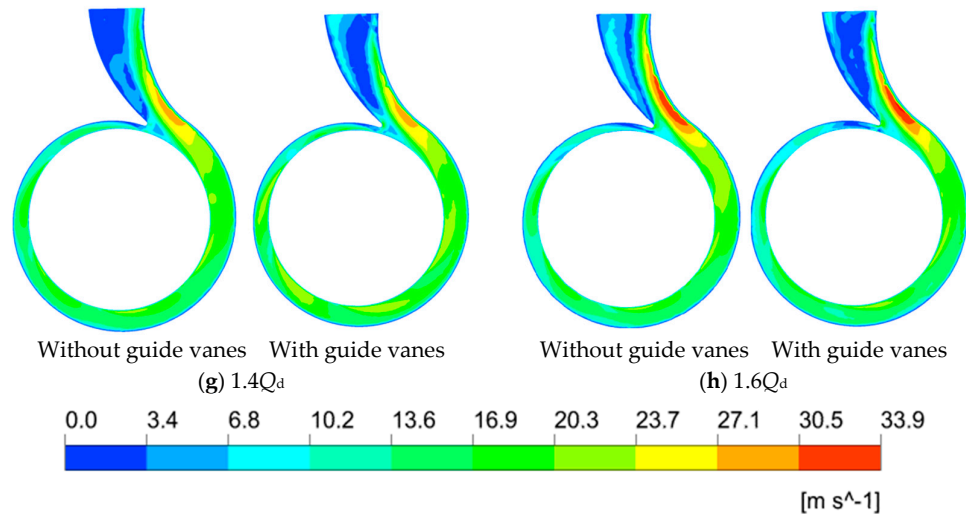 Without guide vanes With guide vanes Without guide vanes With guide vanes
(g) 1.4Qd (h) 1.6Qd
0.0 3.4 6.8 10.2 13.6 16.9 20.3 23.7 27.1 30.5 33.9
[m s^-1]